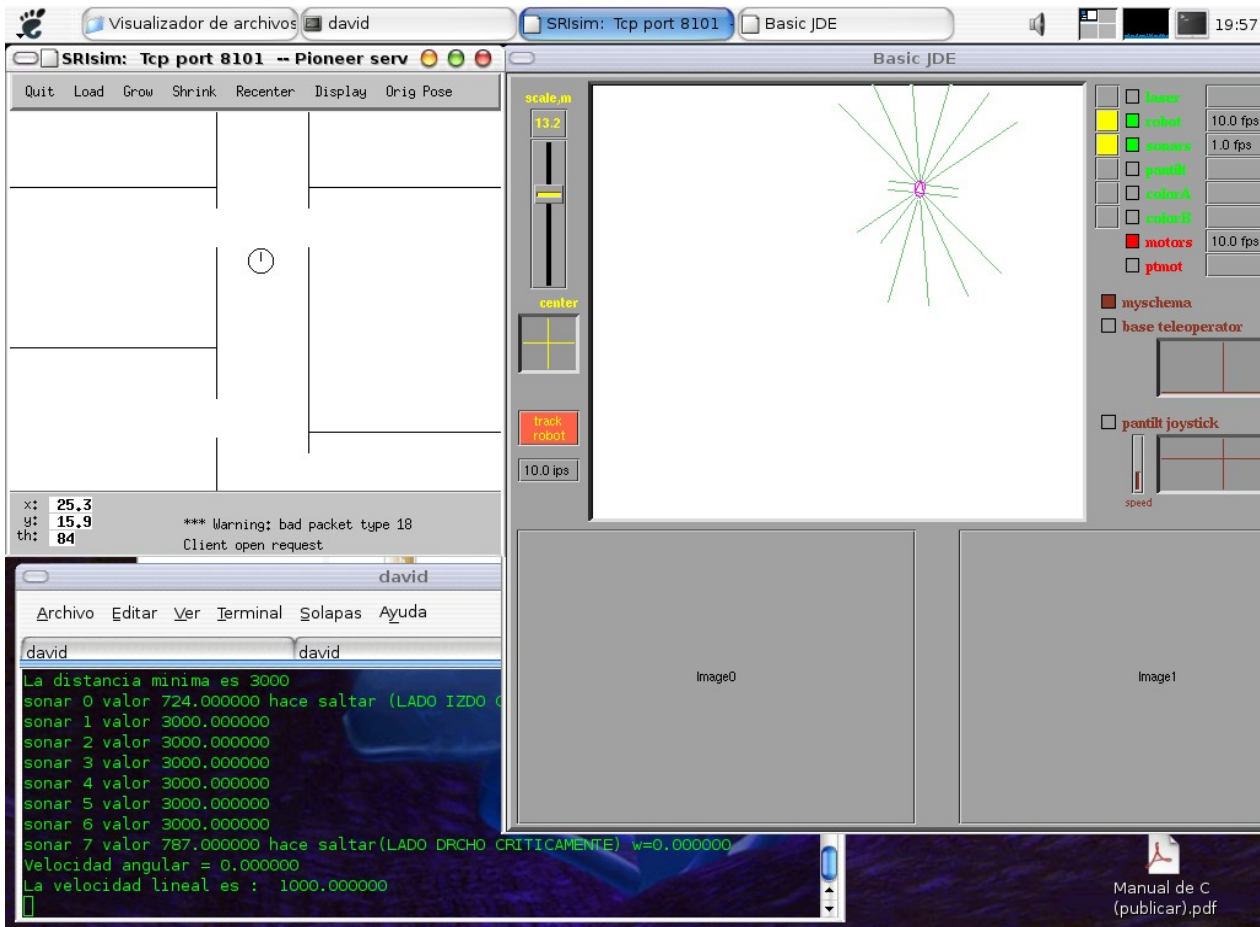 Visualizador de archivos
david
SRIsim: Tcp port 8101 -
Basic JDE
19:57
SRIsim: Tcp port 8101 -- Pioneer serv
Quit Load Grow Shrink Recenter Display Orig Pose
x: 25.3
y: 15.9
th: 84
*** Warning: bad packet type 18
Client open request
Basic JDE
scale,m
13.2
center
track
robot
10.0 ips
laser
robot 10.0 fps
sonars 1.0 fps
pantilt
colorA
colorB
motors 10.0 fps
ptmot
myschema
base teleoperator
pantilt joystick
speed
Image0
Image1
david
Archivo Editar Ver Terminal Solapas Ayuda
david david
La distancia minima es 3000
sonar 0 valor 724.000000 hace saltar (LADO IZDO
sonar 1 valor 3000.000000
sonar 2 valor 3000.000000
sonar 3 valor 3000.000000
sonar 4 valor 3000.000000
sonar 5 valor 3000.000000
sonar 6 valor 3000.000000
sonar 7 valor 787.000000 hace saltar(LADO DRCHO CRITICAMENTE) w=0.000000
Velocidad angular = 0.000000
La velocidad lineal es : 1000.000000
Manual de C
(publicar).pdf